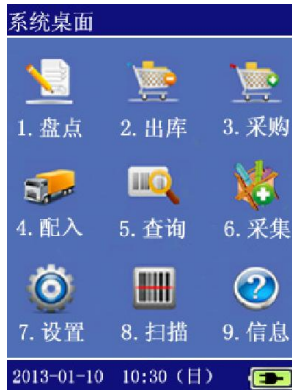 系统桌面
1.盘点 2.出库 3.采购
4.配入 5.查询 6.采集
7.设置 8.扫描 9.信息
2013-01-10 10:30（日）